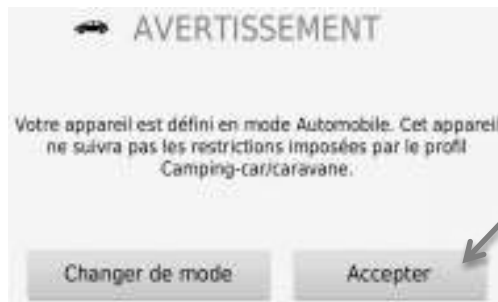 AVERTISSEMENT
Votre appareil est défini en mode Automobile. Cet appareil
ne suivra pas les restrictions imposées par le profil
Camping-car/caravane.
Changer de mode
Accepter